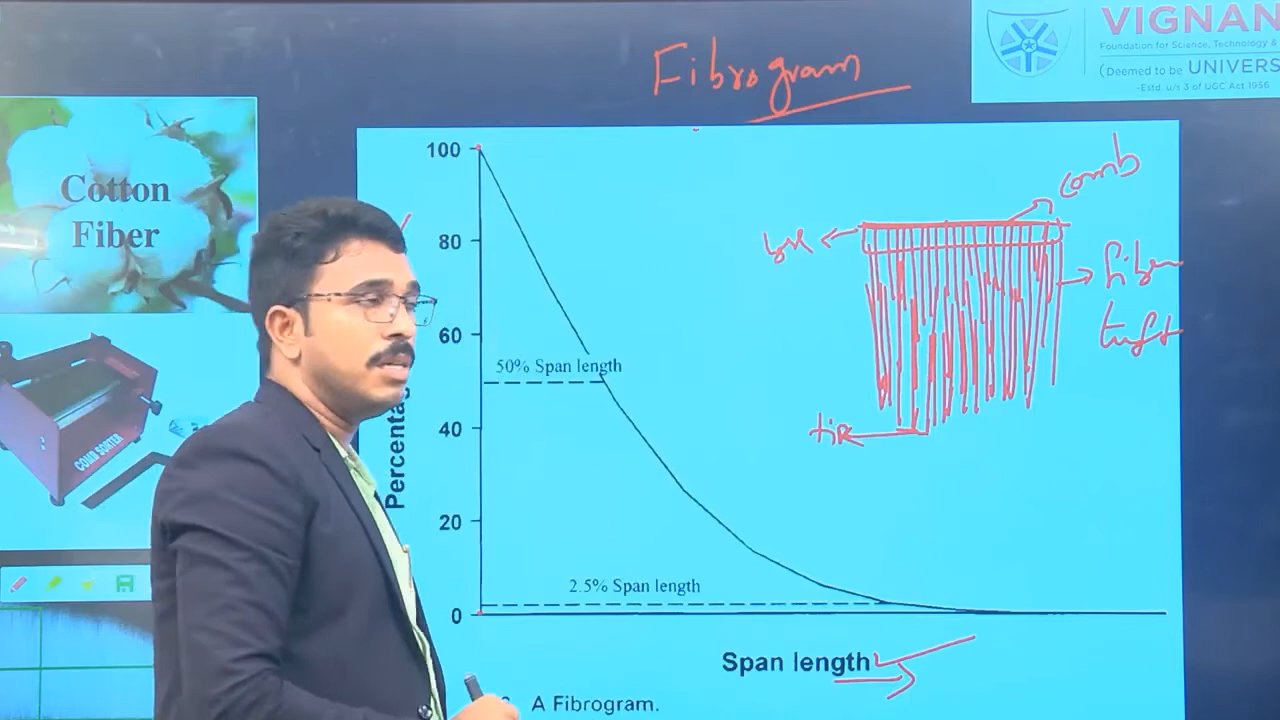 Fibrogram
VIGNAN
Foundation for Science, Technology &
(Deemed to be UNIVERS
-Estd. u/s 3 of UGC Act 1956
Cotton
Fiber
COMB SORTER
Percenta
100
80
60
40
20
0
50% Span length
2.5% Span length
Span length
A Fibrogram.
Comb
Fiber
tuft